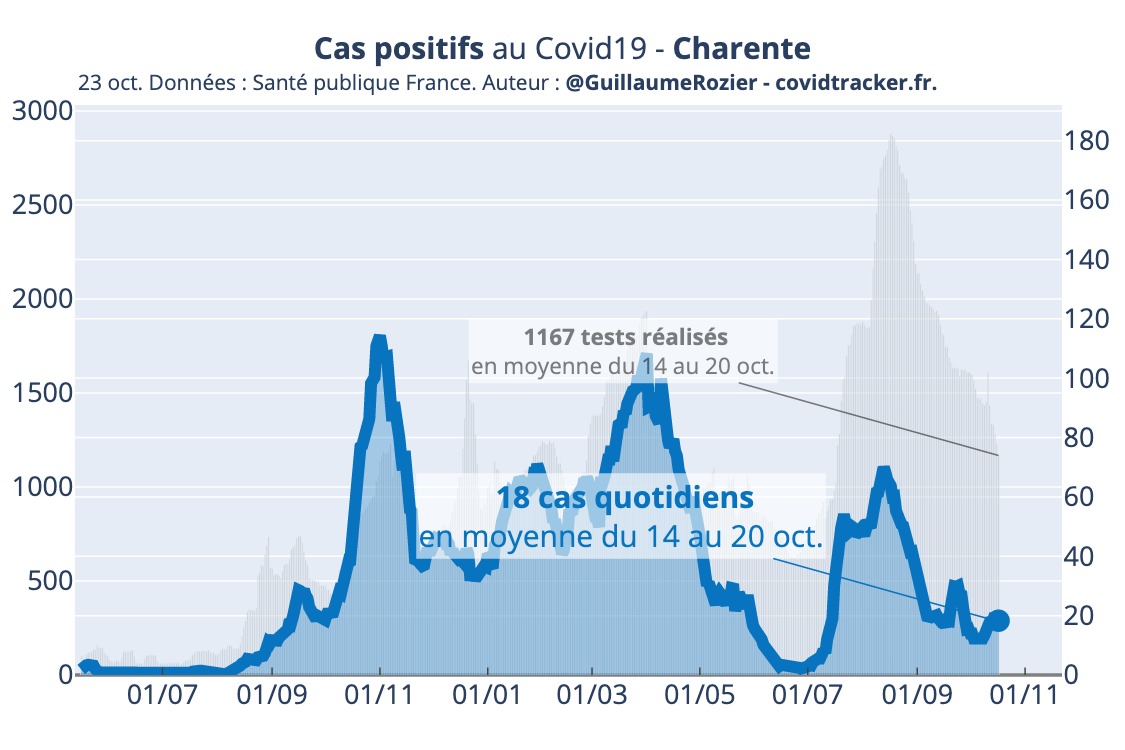 Cas positifs au Covid19 - Charente
23 oct. Données : Santé publique France. Auteur : @GuillaumeRozier - covidtracker.fr.
3000
2500
2000
1500
1000
500
0
180
160
140
120
100
80
60
40
20
0
1167 tests réalisés
en moyenne du 14 au 20 oct.
18 cas quotidiens
en moyenne du 14 au 20 oct.
01/07 01/09 01/11 01/01 01/03 01/05 01/07 01/09 01/11